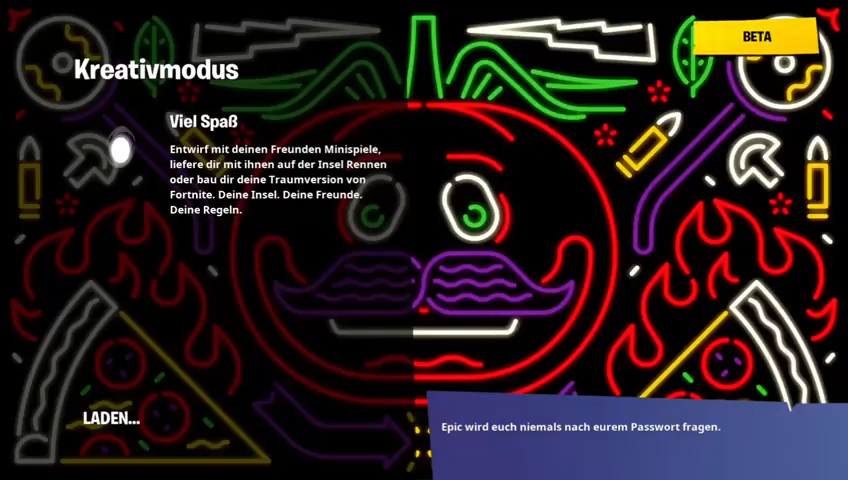 BETA
Kreativmodus
Viel Spaß
Entwirf mit deinen Freunden Minispiele,
liefere dir mit ihnen auf der Insel Rennen
oder bau dir deine Traumversion von
Fortnite. Deine Insel. Deine Freunde.
Deine Regeln.
LADEN...
Epic wird euch niemals nach eurem Passwort fragen.